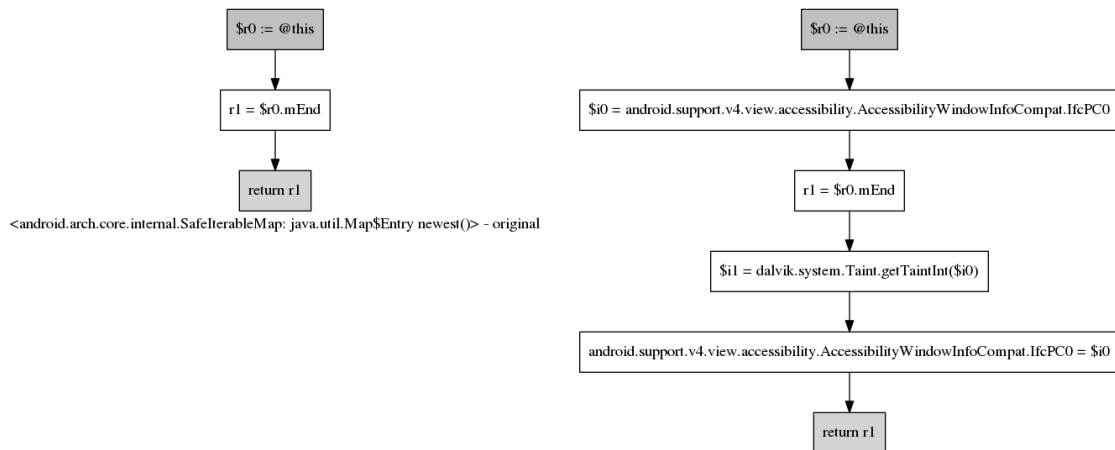 $r0 := @this
r1 = $r0.mEnd
return r1
<android.arch.core.internal.SafeIterableMap: java.util.Map$Entry newest()> - original
$r0 := @this
$i0 = android.support.v4.view.accessibility.AccessibilityWindowInfoCompat.IfcPC0
r1 = $r0.mEnd
$i1 = dalvik.system.Taint.getTaintInt($i0)
android.support.v4.view.accessibility.AccessibilityWindowInfoCompat.IfcPC0 = $i0
return r1